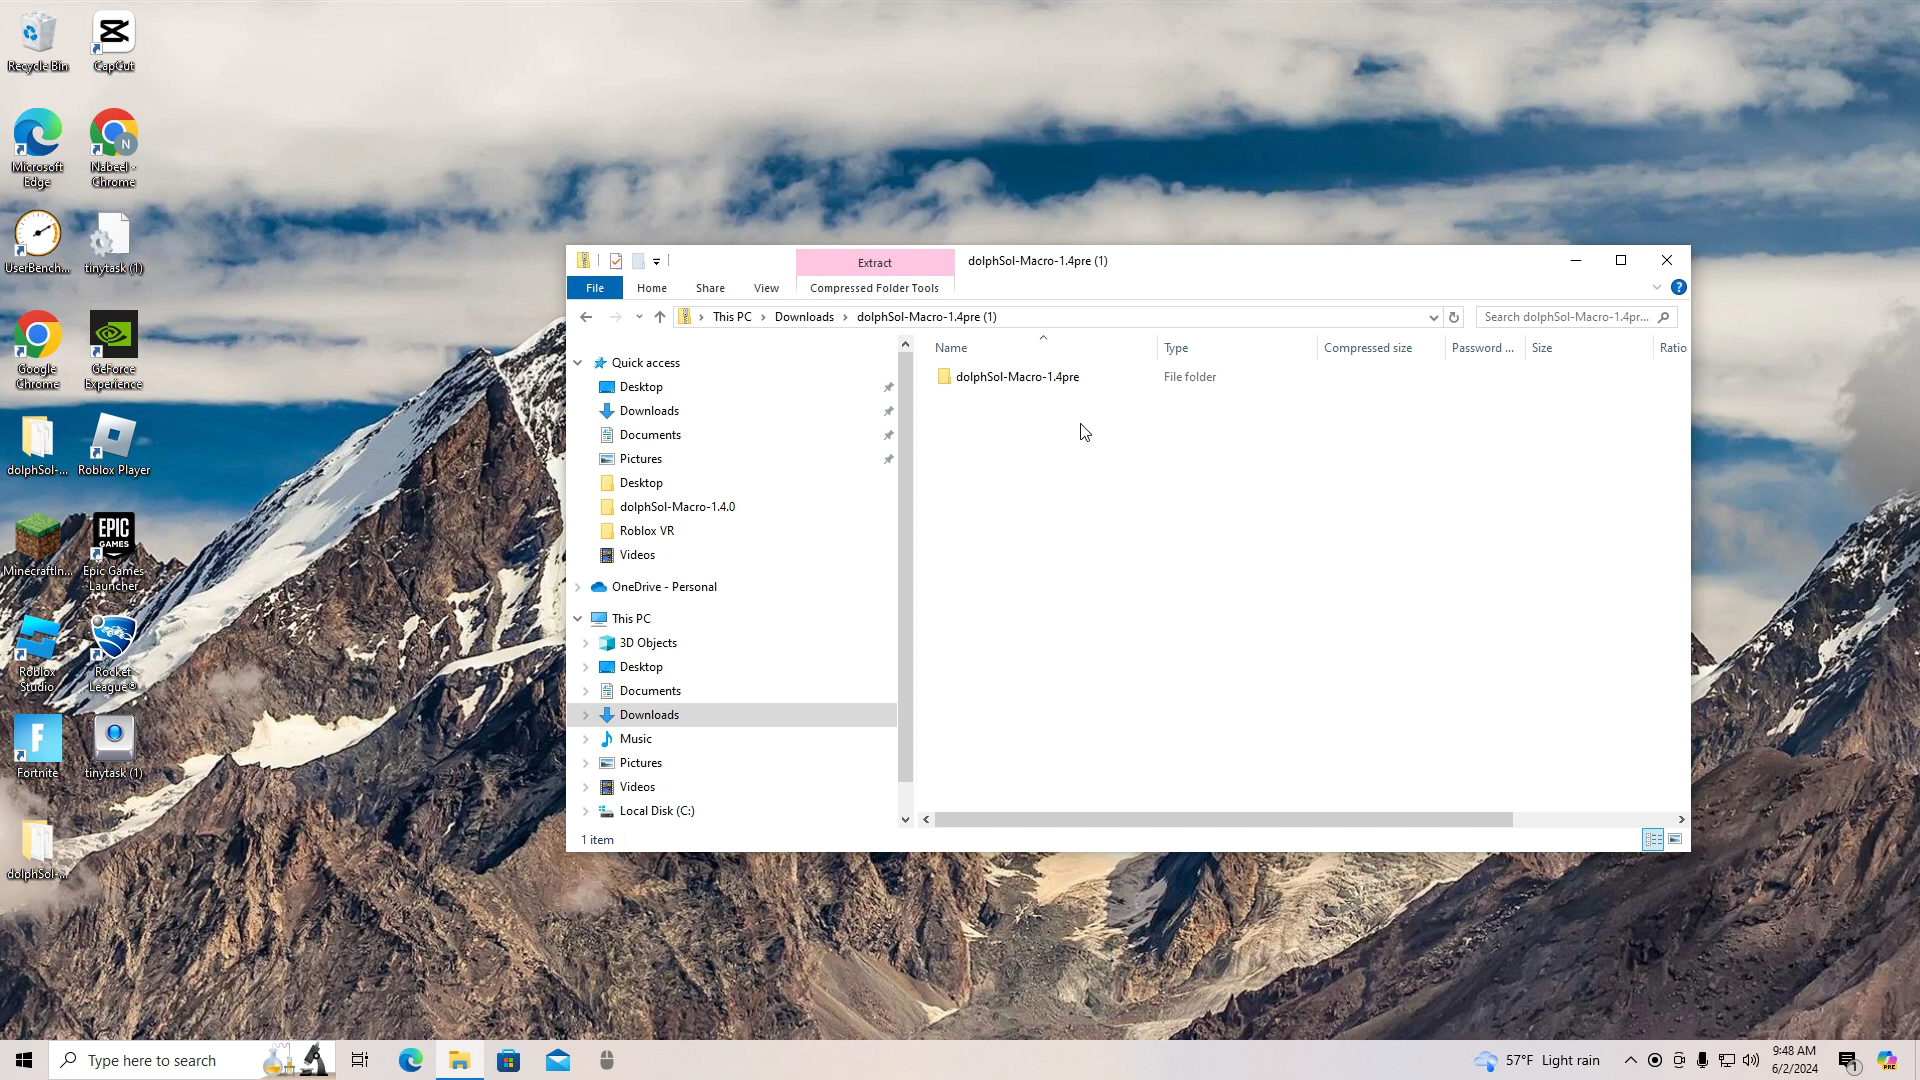 Recycle Bin
CapCut
Microsoft
Edge
Nabeel -
Chrome
UserBench...
tinytask (1)
Google
Chrome
GeForce
Experience
dolphSol-...
Roblox Player
MinecraftIn...
EPIC
GAMES
Epic Games
Launcher
Roblox
Studio
Rocket
League®
Fortnite
tinytask (1)
dolphSol-...
Extract
dolphSol-Macro-1.4pre (1)
File
Home
Share
View
Compressed Folder Tools
This PC
Downloads
dolphSol-Macro-1.4pre (1)
Search dolphSol-Macro-1.4pr...
Name
Type
Compressed size
Password ...
Size
Ratio
dolphSol-Macro-1.4pre
File folder
Quick access
Desktop
Downloads
Documents
Pictures
Desktop
dolphSol-Macro-1.4.0
Roblox VR
Videos
OneDrive - Personal
This PC
3D Objects
Desktop
Documents
Downloads
Music
Pictures
Videos
Local Disk (C:)
1 item
Type here to search
57°F Light rain
9:48 AM
6/2/2024
1
PRE